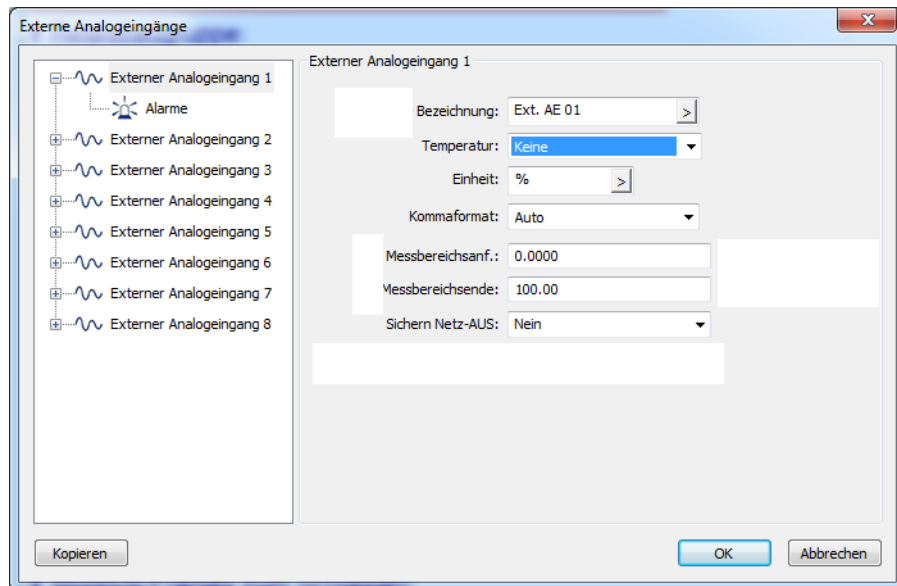 Externe Analogeingänge
Externer Analogeingang 1
Alarme
Externer Analogeingang 2
Externer Analogeingang 3
Externer Analogeingang 4
Externer Analogeingang 5
Externer Analogeingang 6
Externer Analogeingang 7
Externer Analogeingang 8
Externer Analogeingang 1
Bezeichnung: Ext. AE 01 >
Temperatur: Keine
Einheit: % >
Kommaformat: Auto
Messbereichsanf.: 0.0000
Messbereichsende: 100.00
Sichern Netz-AUS: Nein
Kopieren
OK
Abbrechen